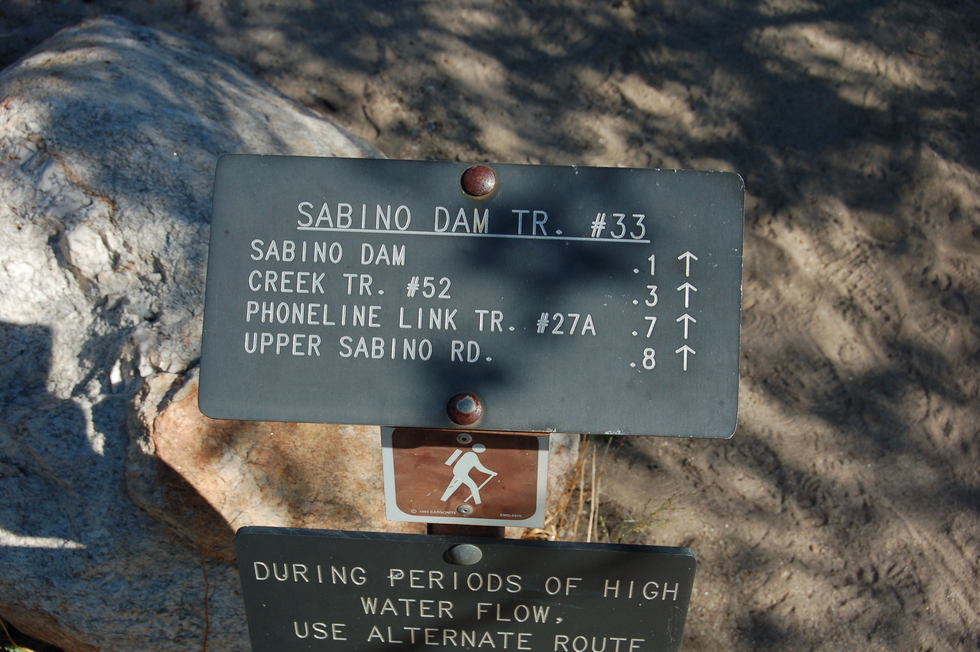 SABINO DAM TR. #33
SABINO DAM .1 ↑
CREEK TR. #52 .3 ↑
PHONELINE LINK TR. #27A .7 ↑
UPPER SABINO RD. .8 ↑
DURING PERIODS OF HIGH
WATER FLOW,
USE ALTERNATE ROUTE